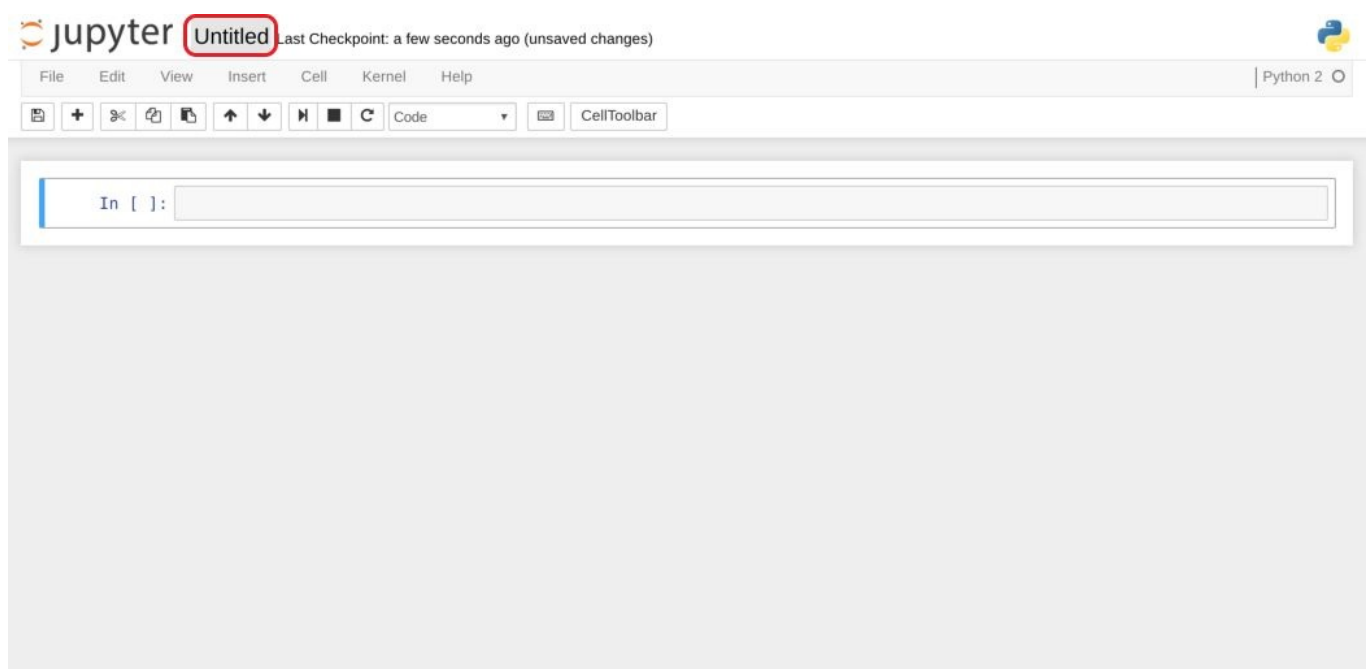 jupyter Untitled Last Checkpoint: a few seconds ago (unsaved changes)
File Edit View Insert Cell Kernel Help Python 2
Code CellToolbar
In [ ]: